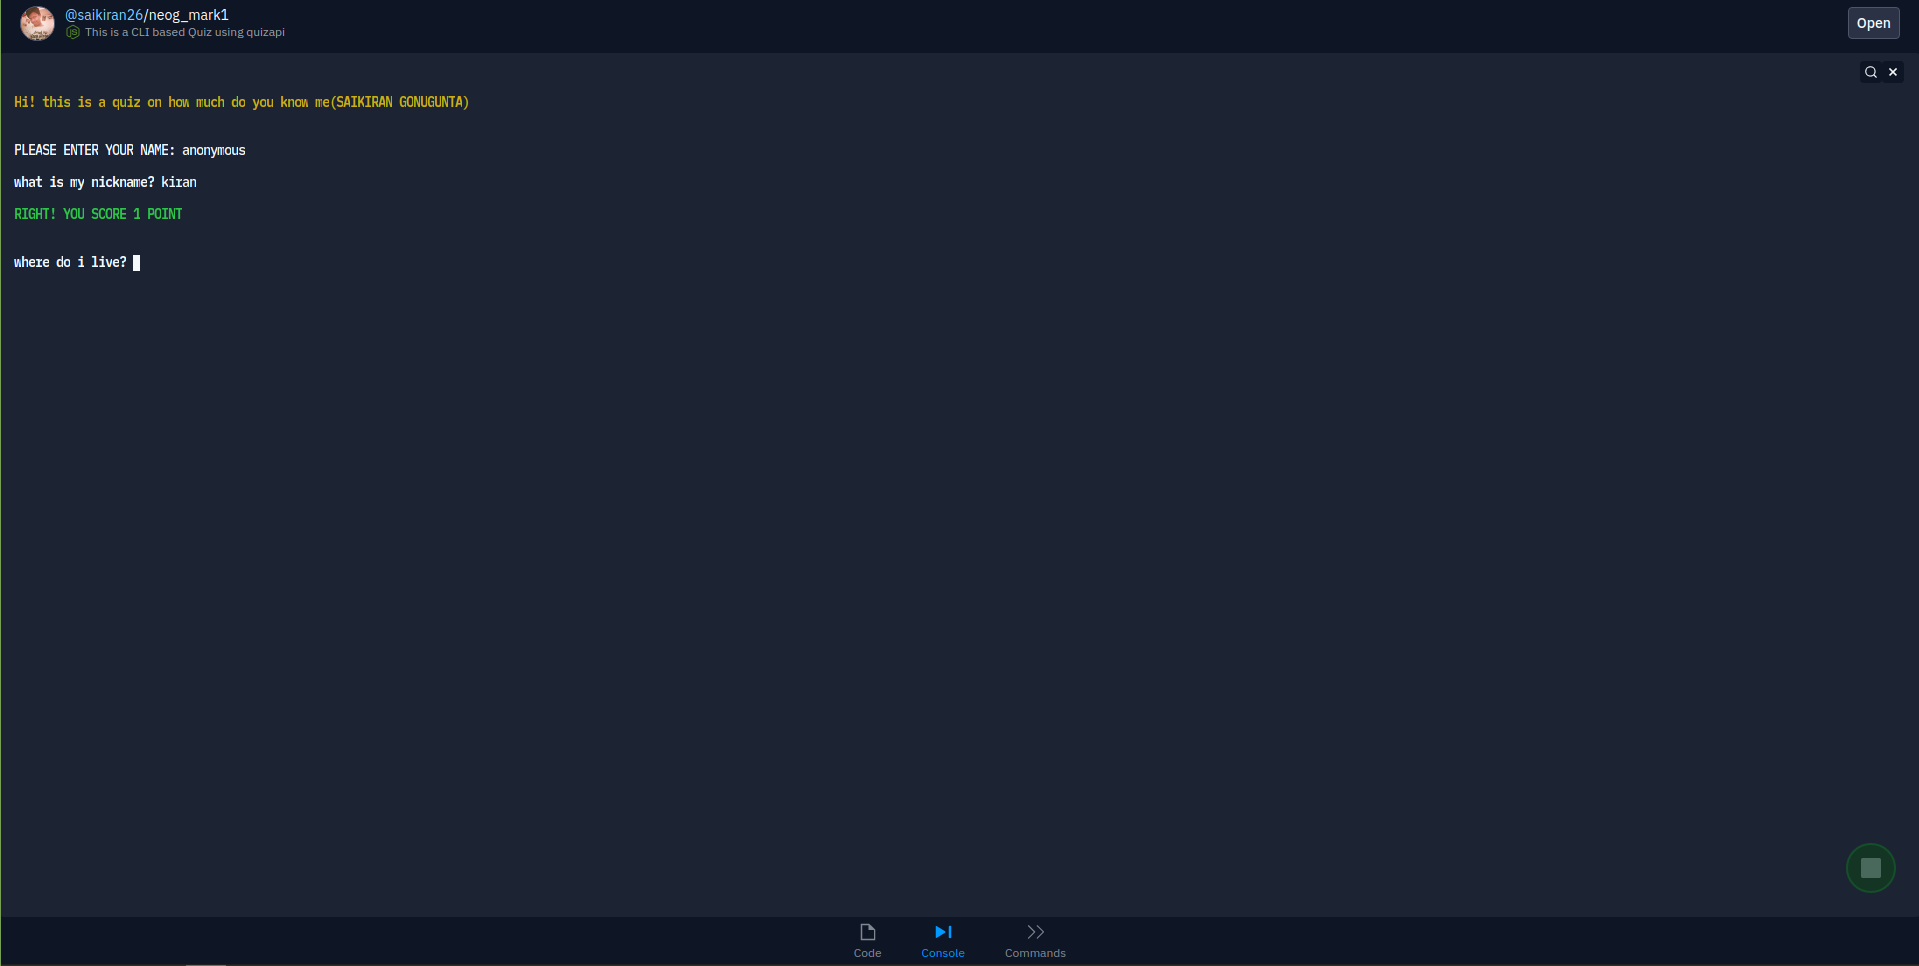 @saikiran26/neog_mark1
This is a CLI based Quiz using quizapi
Open
Hi! this is a quiz on how much do you know me(SAIKIRAN GONUGUNTA)
PLEASE ENTER YOUR NAME: anonymous
what is my nickname? kiran
RIGHT! YOU SCORE 1 POINT
where do i live?
Code Console Commands